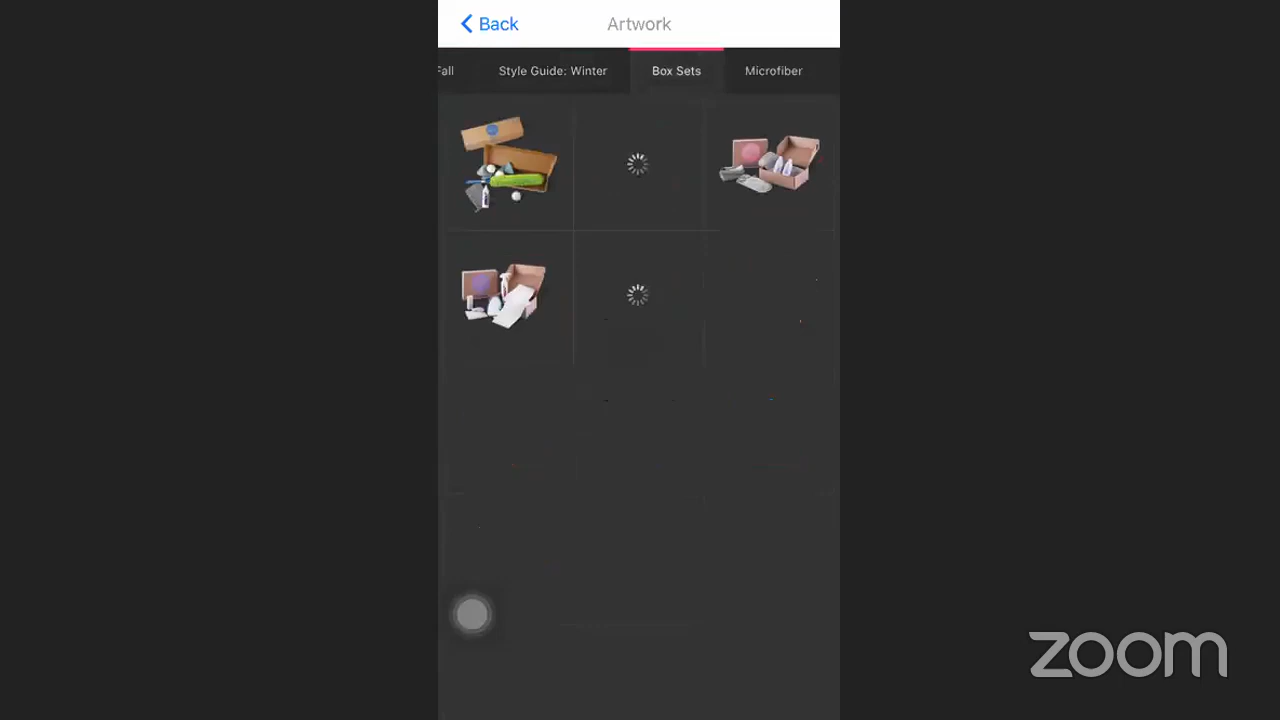 Back
Artwork
Fall
Style Guide: Winter
Box Sets
Microfiber
zoom